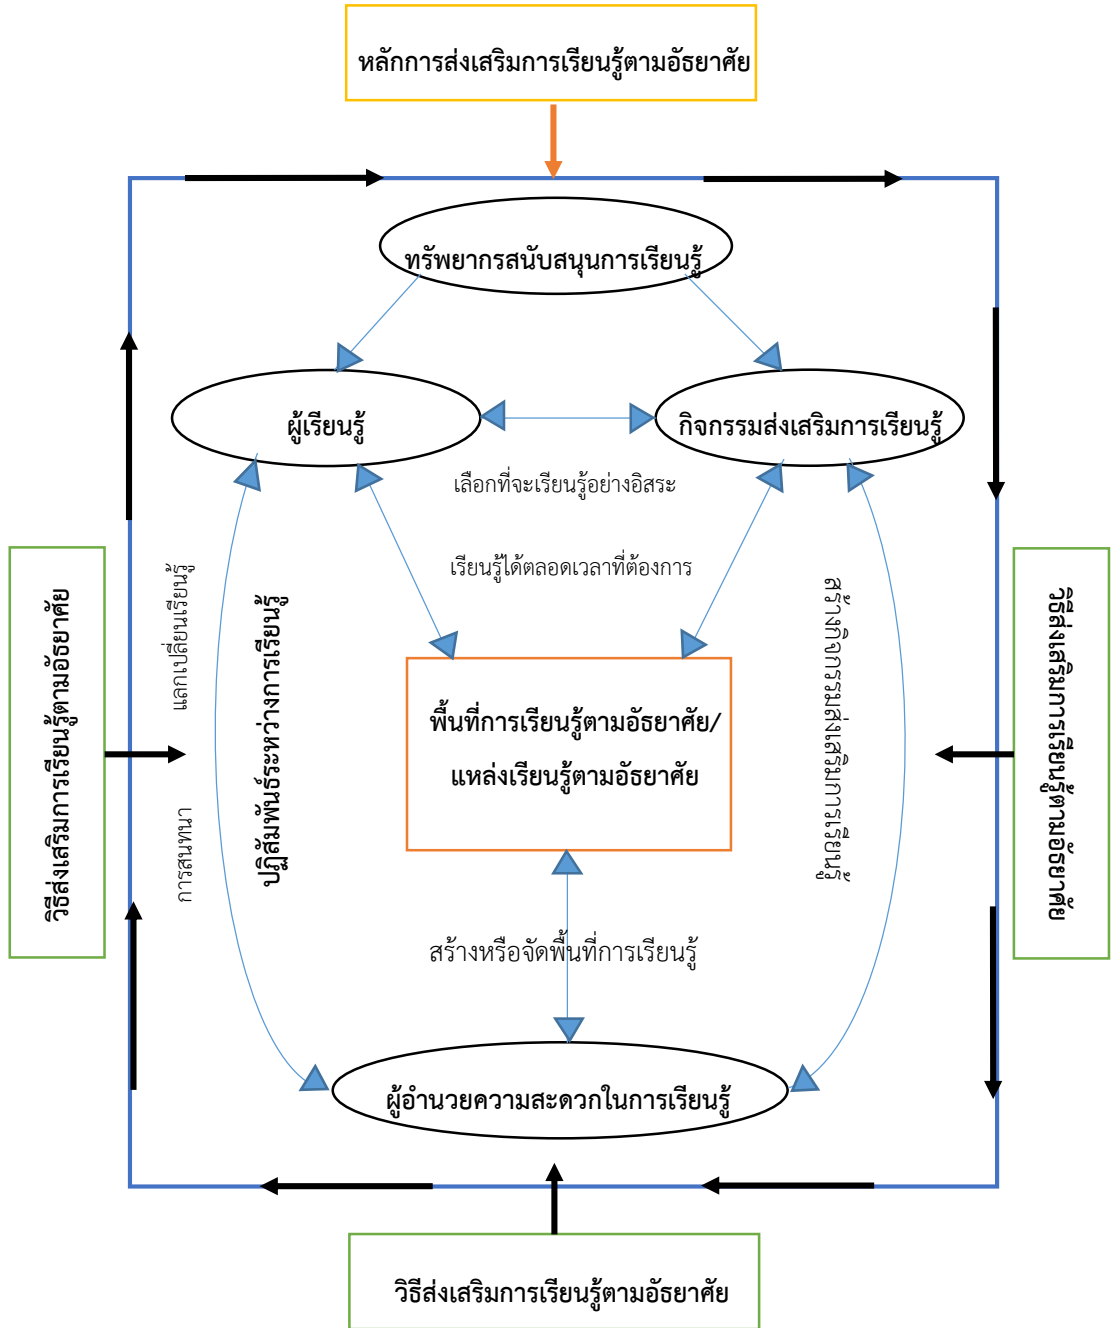 หลักการส่งเสริมการเรียนรู้ตามอัธยาศัย
ทรัพยากรสนับสนุนการเรียนรู้
ผู้เรียนรู้
กิจกรรมส่งเสริมการเรียนรู้
เลือกที่จะเรียนรู้อย่างอิสระ
เรียนรู้ได้ตลอดเวลาที่ต้องการ
วิธีส่งเสริมการเรียนรู้ตามอัธยาศัย
แลกเปลี่ยนเรียนรู้
การสนทนา
ปฏิสัมพันธ์ระหว่างการเรียนรู้
พื้นที่การเรียนรู้ตามอัธยาศัย/
แหล่งเรียนรู้ตามอัธยาศัย
สร้างกิจกรรมส่งเสริมการเรียนรู้
วิธีส่งเสริมการเรียนรู้ตามอัธยาศัย
สร้างหรือจัดพื้นที่การเรียนรู้
ผู้อำนวยความสะดวกในการเรียนรู้
วิธีส่งเสริมการเรียนรู้ตามอัธยาศัย